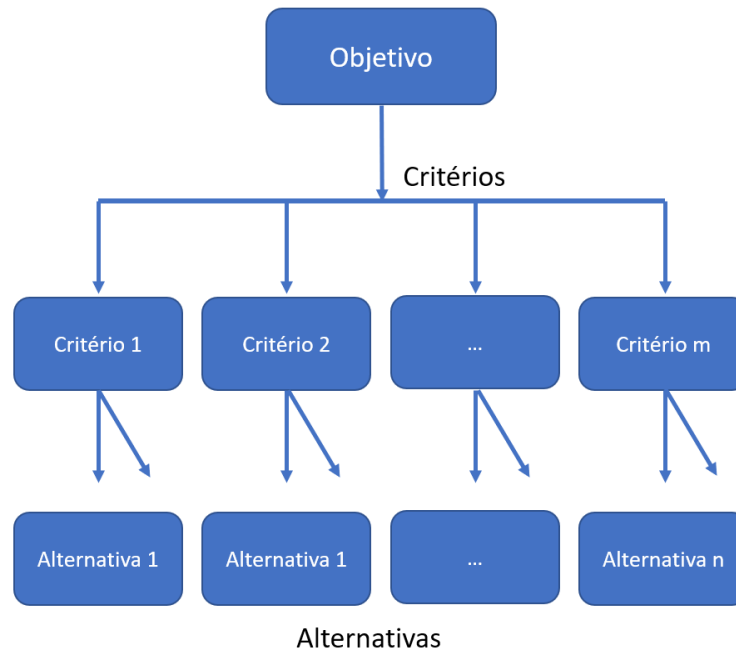 Objetivo
Critérios
Critério 1
Critério 2
...
Critério m
Alternativa 1
Alternativa 1
...
Alternativa n
Alternativas